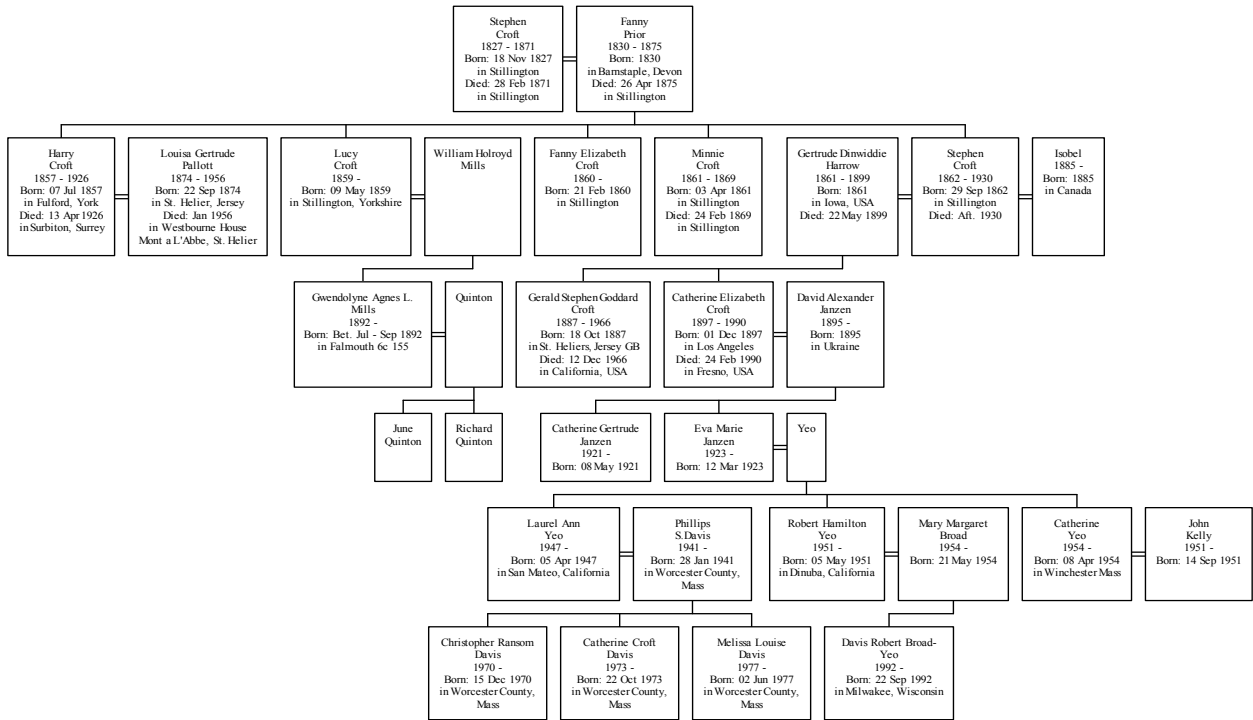 Stephen
Croft
1827 - 1871
Born: 18 Nov 1827
in Stillington
Died: 28 Feb 1871
in Stillington
Fanny
Prior
1830 - 1875
Born: 1830
in Barnstaple, Devon
Died: 26 Apr 1875
in Stillington
Harry
Croft
1857 - 1926
Born: 07 Jul 1857
in Fulford, York
Died: 13 Apr 1926
in Surbiton, Surrey
Louisa Gertrude
Pallott
1874 - 1956
Born: 22 Sep 1874
in St. Helier, Jersey
Died: Jan 1956
in Westbourne House
Mont a L'Abbe, St. Helier
Lucy
Croft
1859 -
Born: 09 May 1859
in Stillington, Yorkshire
William Holroyd
Mills
Fanny Elizabeth
Croft
1860 -
Born: 21 Feb 1860
in Stillington
Minnie
Croft
1861 - 1869
Born: 03 Apr 1861
in Stillington
Died: 24 Feb 1869
in Stillington
Gertrude Dinwiddie
Harrow
1861 - 1899
Born: 1861
in Iowa, USA
Died: 22 May 1899
Stephen
Croft
1862 - 1930
Born: 29 Sep 1862
in Stillington
Died: Aft. 1930
Isobel
1885 -
Born: 1885
in Canada
Gwendolyne Agnes L.
Mills
1892 -
Born: Bet. Jul - Sep 1892
in Falmouth 6c 155
Quinton
Gerald Stephen Goddard
Croft
1887 - 1966
Born: 18 Oct 1887
in St. Heliers, Jersey GB
Died: 12 Dec 1966
in California, USA
Catherine Elizabeth
Croft
1897 - 1990
Born: 01 Dec 1897
in Los Angeles
Died: 24 Feb 1990
in Fresno, USA
David Alexander
Janzen
1895 -
Born: 1895
in Ukraine
June
Quinton
Richard
Quinton
Catherine Gertrude
Janzen
1921 -
Born: 08 May 1921
Eva Marie
Janzen
1923 -
Born: 12 Mar 1923
Yeo
Laurel Ann
Yeo
1947 -
Born: 05 Apr 1947
in San Mateo, California
Phillips
S.Davis
1941 -
Born: 28 Jan 1941
in Worcester County,
Mass
Robert Hamilton
Yeo
1951 -
Born: 05 May 1951
in Dinuba, California
Mary Margaret
Broad
1954 -
Born: 21 May 1954
Catherine
Yeo
1954 -
Born: 08 Apr 1954
in Winchester Mass
John
Kelly
1951 -
Born: 14 Sep 1951
Christopher Ransom
Davis
1970 -
Born: 15 Dec 1970
in Worcester County,
Mass
Catherine Croft
Davis
1973 -
Born: 22 Oct 1973
in Worcester County,
Mass
Melissa Louise
Davis
1977 -
Born: 02 Jun 1977
in Worcester County,
Mass
Davis Robert Broad-
Yeo
1992 -
Born: 22 Sep 1992
in Milwakee, Wisconsin